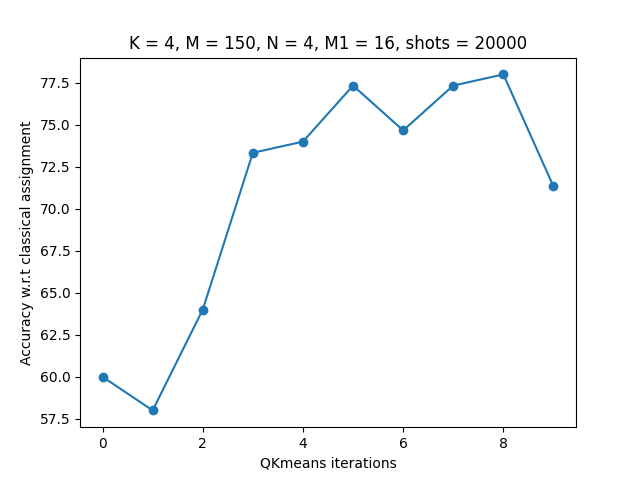 K = 4, M = 150, N = 4, M1 = 16, shots = 20000
77.5
75.0
72.5
70.0
67.5
65.0
62.5
60.0
57.5
Accuracy w.r.t classical assignment
0 2 4 6 8
QKmeans iterations